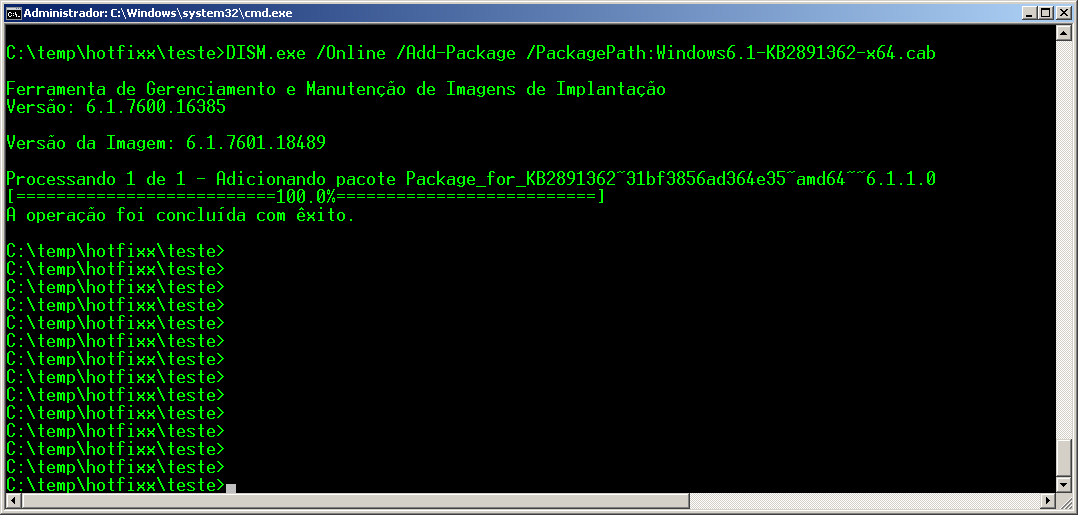 Administrador: C:\Windows\system32\cmd.exe
C:\temp\hotfixx>DISM.exe /Online /Add-Package /PackagePath:Windows6.1-KB2891362-x64.cab
Ferramenta de Gerenciamento e Manutenção de Imagens de Implantação
Versão: 6.1.7600.16385
Versão da Imagem: 6.1.7601.18489
Processando 1 de 1 - Adicionando pacote Package_for_KB2891362~31bf3856ad364e35~amd64~~6.1.1.0
[==========================100.0%==========================]
A operação foi concluída com êxito.
C:\temp\hotfixx\teste>
C:\temp\hotfixx\teste>
C:\temp\hotfixx\teste>
C:\temp\hotfixx\teste>
C:\temp\hotfixx\teste>
C:\temp\hotfixx\teste>
C:\temp\hotfixx\teste>
C:\temp\hotfixx\teste>
C:\temp\hotfixx\teste>
C:\temp\hotfixx\teste>
C:\temp\hotfixx\teste>
C:\temp\hotfixx\teste>
C:\temp\hotfixx\teste>
C:\temp\hotfixx\teste>